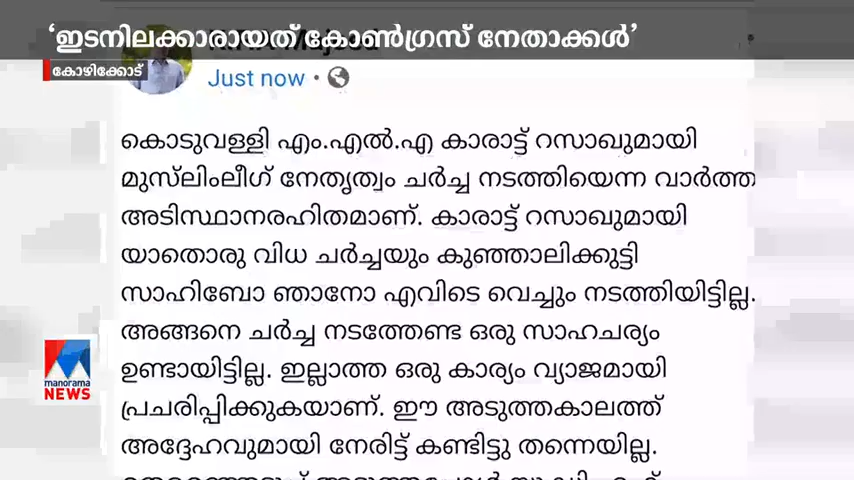 ‘ഇടനിലക്കാരായത് കോൺഗ്രസ് നേതാക്കൾ’
കോഴിക്കോട്
Just now
കൊടുവള്ളി എം.എൽ.എ കാരാട്ട് റസാഖുമായി
മുസ്‌ലിംലീഗ് നേതൃത്വം ചർച്ച നടത്തിയെന്ന വാർത്ത
അടിസ്ഥാനരഹിതമാണ്. കാരാട്ട് റസാഖുമായി
യാതൊരു വിധ ചർച്ചയും കുഞ്ഞാലിക്കുട്ടി
സാഹിബോ ഞാനോ എവിടെ വെച്ചും നടത്തിയിട്ടില്ല.
അങ്ങനെ ചർച്ച നടത്തേണ്ട ഒരു സാഹചര്യം
ഉണ്ടായിട്ടില്ല. ഇല്ലാത്ത ഒരു കാര്യം വ്യാജമായി
പ്രചരിപ്പിക്കുകയാണ്. ഈ അടുത്തകാലത്ത്
അദ്ദേഹവുമായി നേരിട്ട് കണ്ടിട്ടു തന്നെയില്ല.
manorama
NEWS